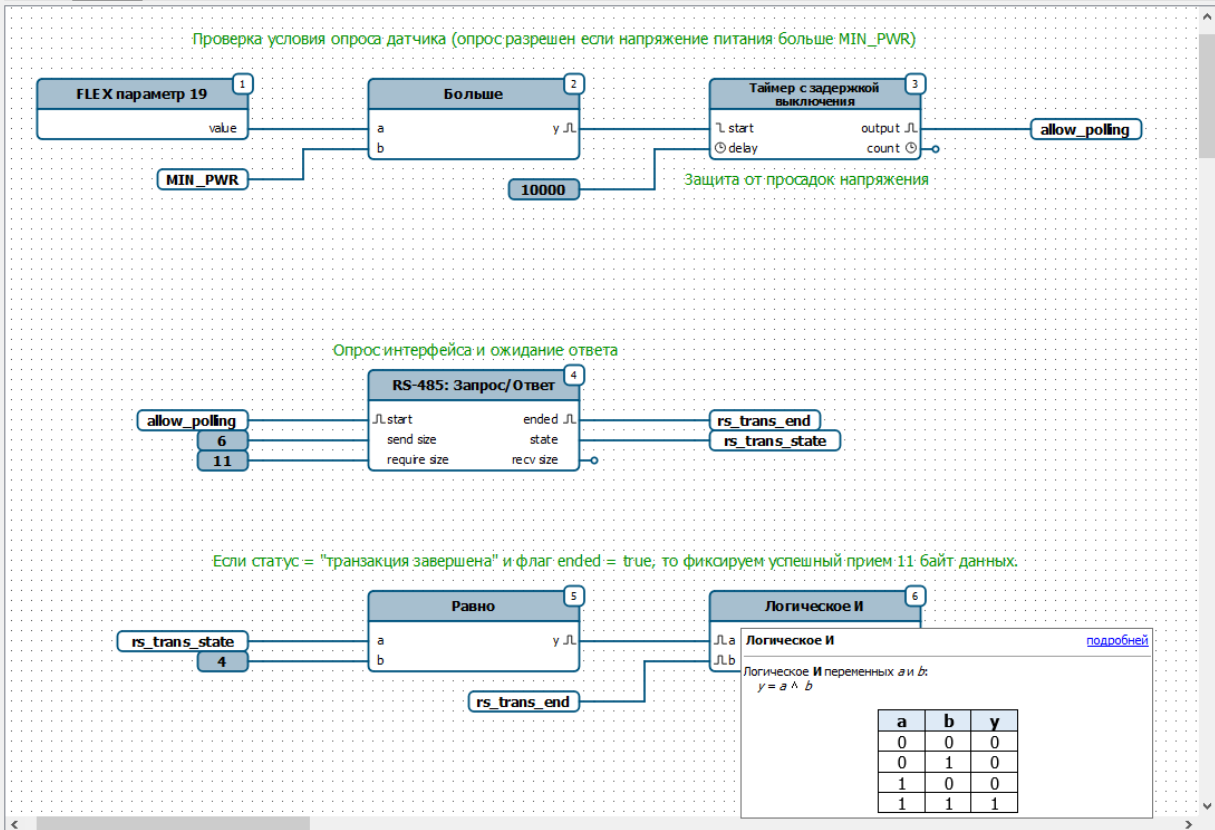 Проверка условия опроса датчика (опрос разрешен если напряжение питания больше MIN_PWR)
FLEX параметр 19
1
value
MIN_PWR
Больше
2
a
y
b
10000
Таймер с задержкой
выключения
3
start
output
delay
count
allow_polling
Защита от просадок напряжения
Опрос интерфейса и ожидание ответа
RS-485: Запрос/Ответ
4
allow_polling
start
ended
rs_trans_end
6
send size
state
rs_trans_state
11
require size
recv size
Если статус = "транзакция завершена" и флаг ended = true, то фиксируем успешный прием 11 байт данных.
Равно
5
rs_trans_state
a
y
4
b
rs_trans_end
Логическое И
6
a
b
Логическое И
подробней
Логическое И переменных a и b:
y = a ∧ b
a b y
0 0 0
0 1 0
1 0 0
1 1 1